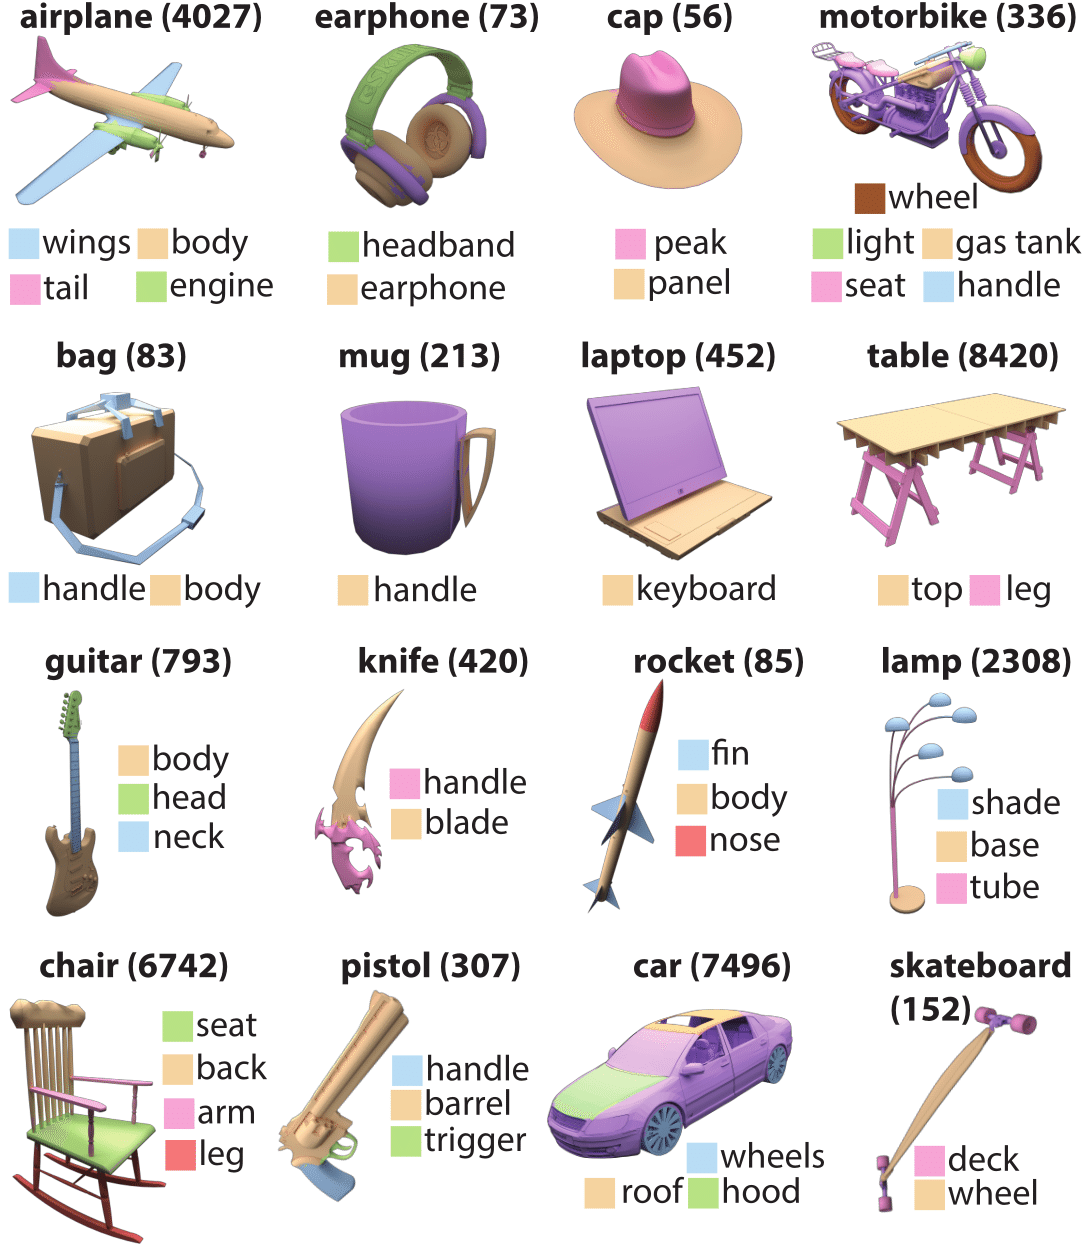 airplane (4027)
earphone (73)
cap (56)
motorbike (336)
wings
body
tail
engine
headband
earphone
peak
panel
wheel
light
gas tank
seat
handle
bag (83)
mug (213)
laptop (452)
table (8420)
handle
body
handle
keyboard
top
leg
guitar (793)
knife (420)
rocket (85)
lamp (2308)
body
head
neck
handle
blade
fin
body
nose
shade
base
tube
chair (6742)
pistol (307)
car (7496)
skateboard
(152)
seat
back
arm
leg
handle
barrel
trigger
wheels
roof
hood
deck
wheel